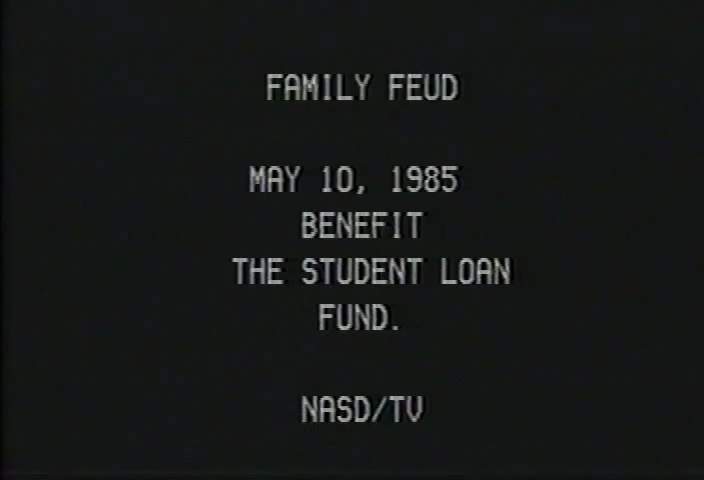 FAMILY FEUD
MAY 10, 1985
BENEFIT
THE STUDENT LOAN
FUND.
NASD/TV